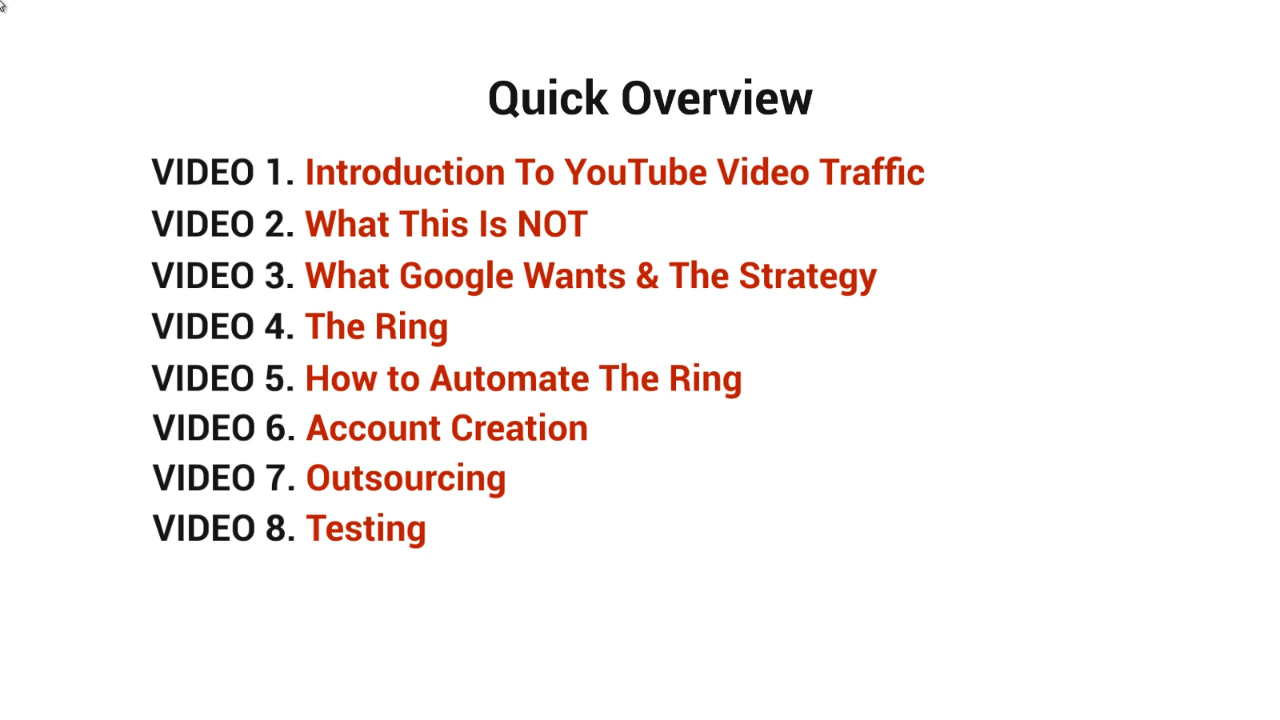 Quick Overview
VIDEO 1. Introduction To YouTube Video Traffic
VIDEO 2. What This Is NOT
VIDEO 3. What Google Wants & The Strategy
VIDEO 4. The Ring
VIDEO 5. How to Automate The Ring
VIDEO 6. Account Creation
VIDEO 7. Outsourcing
VIDEO 8. Testing